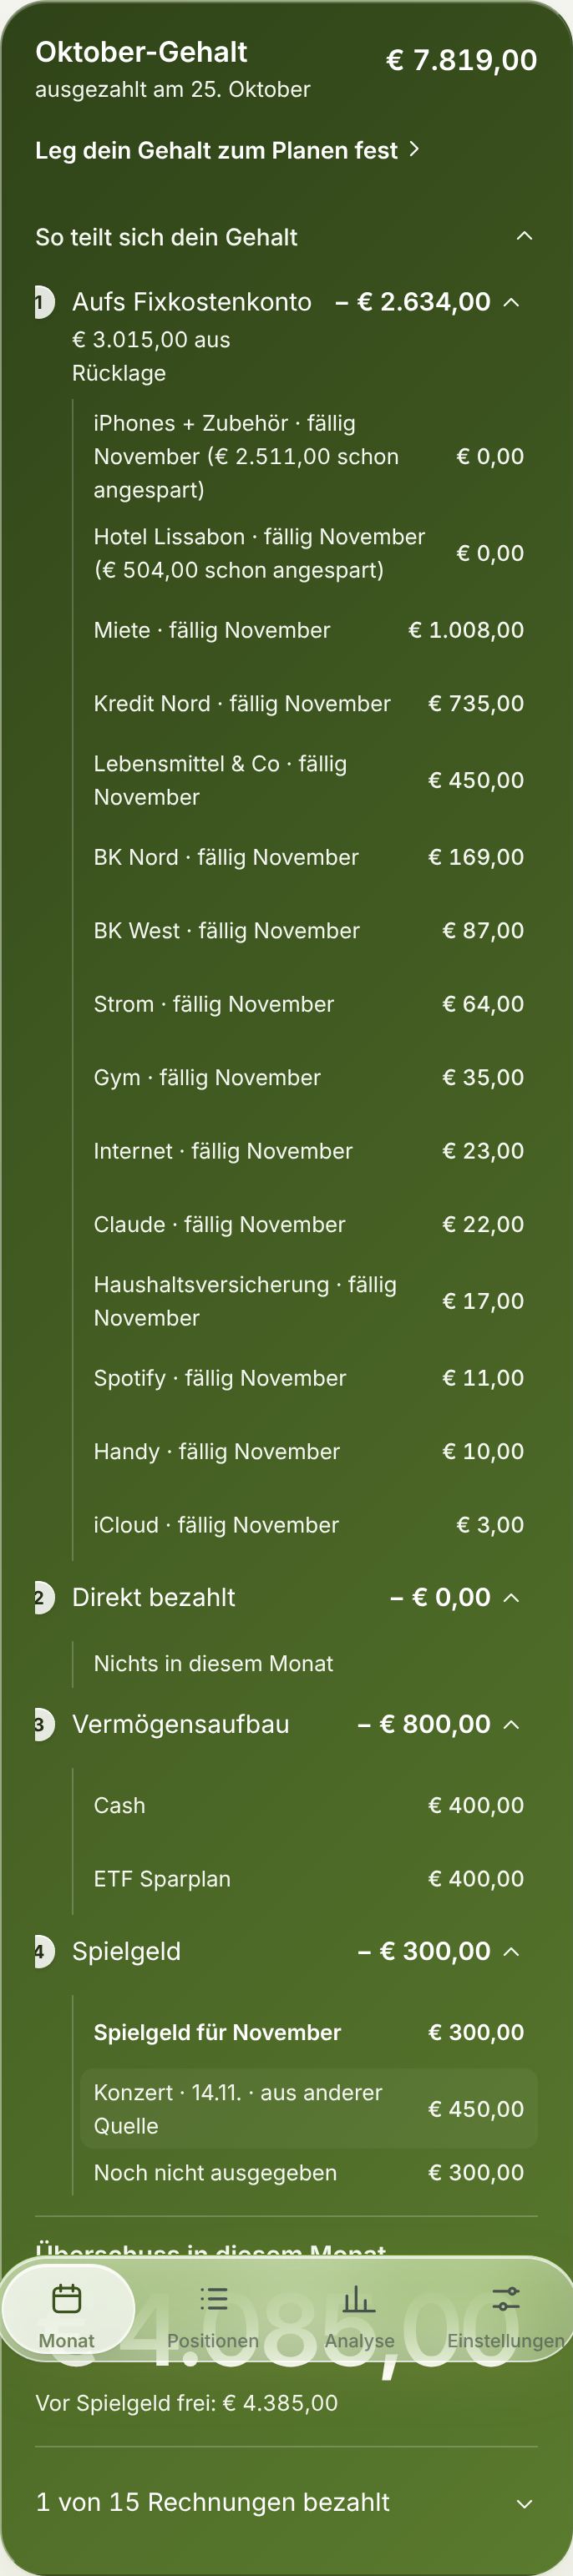 Oktober-Gehalt
€ 7.819,00
ausgezahlt am 25. Oktober
Leg dein Gehalt zum Planen fest
So teilt sich dein Gehalt
1 Aufs Fixkostenkonto – € 2.634,00
€ 3.015,00 aus
Rücklage
iPhones + Zubehör · fällig
November (€ 2.511,00 schon
angespart)
€ 0,00
Hotel Lissabon · fällig November
(€ 504,00 schon angespart)
€ 0,00
Miete · fällig November € 1.008,00
Kredit Nord · fällig November € 735,00
Lebensmittel & Co · fällig
November
€ 450,00
BK Nord · fällig November € 169,00
BK West · fällig November € 87,00
Strom · fällig November € 64,00
Gym · fällig November € 35,00
Internet · fällig November € 23,00
Claude · fällig November € 22,00
Haushaltsversicherung · fällig
November
€ 17,00
Spotify · fällig November € 11,00
Handy · fällig November € 10,00
iCloud · fällig November € 3,00
2 Direkt bezahlt – € 0,00
Nichts in diesem Monat
3 Vermögensaufbau – € 800,00
Cash € 400,00
ETF Sparplan € 400,00
4 Spielgeld – € 300,00
Spielgeld für November € 300,00
Konzert · 14.11. · aus anderer
Quelle
€ 450,00
Noch nicht ausgegeben € 300,00
Überschuss in diesem Monat
€ 4.085,00
Monat Positionen Analyse Einstellungen
Vor Spielgeld frei: € 4.385,00
1 von 15 Rechnungen bezahlt